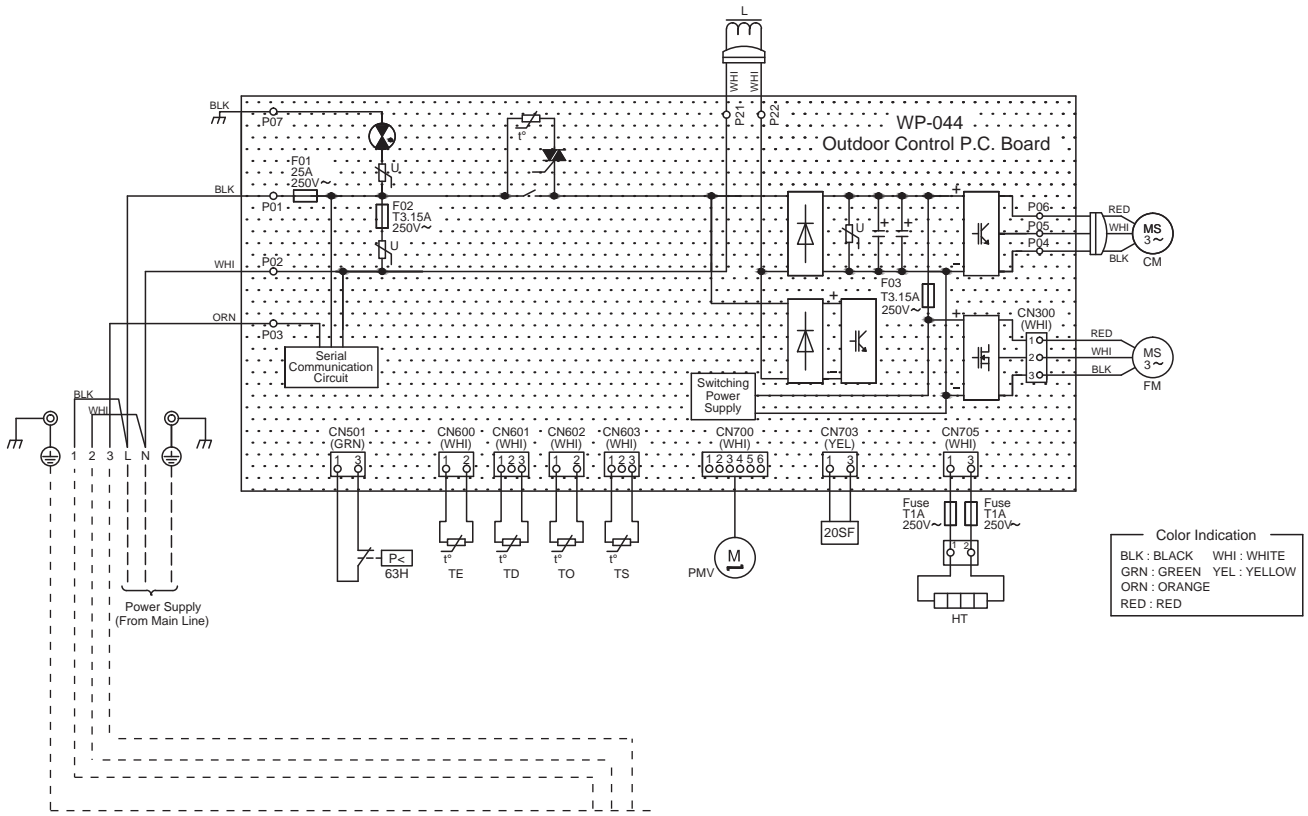 L
WHI
WHI
P21
P22
WP-044
Outdoor Control P.C. Board
BLK
P07
t°
U
F01
25A
250V~
BLK
P01
F02
T3.15A
250V~
U
WHI
P02
ORN
P03
Serial
Communication
Circuit
U
+
+
+
-
P06
P05
P04
RED
WHI
BLK
MS
3~
CM
F03
T3.15A
250V~
+
-
+
-
CN300
(WHI)
1
2
3
RED
WHI
BLK
MS
3~
FM
Switching
Power
Supply
BLK
WHI
1 2 3 L N
CN501
(GRN)
1 3
CN600
(WHI)
1 2
CN601
(WHI)
1 2 3
CN602
(WHI)
1 2
CN603
(WHI)
1 2 3
CN700
(WHI)
1 2 3 4 5 6
CN703
(YEL)
1 3
CN705
(WHI)
1 3
P<
63H
t°
TE
t°
TD
t°
TO
t°
TS
PMV
M
20SF
Fuse
T1A
250V~
Fuse
T1A
250V~
1 2
HT
Power Supply
(From Main Line)
Color Indication
BLK : BLACK WHI : WHITE
GRN : GREEN YEL : YELLOW
ORN : ORANGE
RED : RED